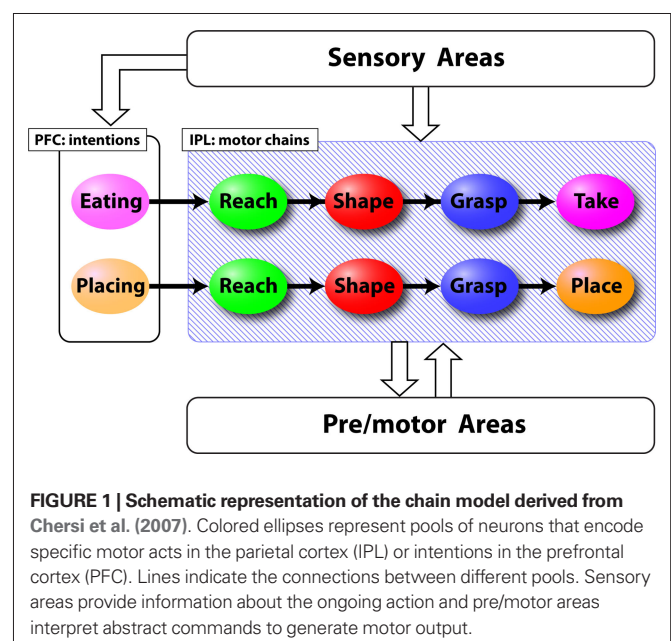 Sensory Areas
PFC: intentions
IPL: motor chains
Eating
Reach
Shape
Grasp
Take
Placing
Reach
Shape
Grasp
Place
Pre/motor Areas
FIGURE 1 | Schematic representation of the chain model derived from
Chersi et al. (2007). Colored ellipses represent pools of neurons that encode
specific motor acts in the parietal cortex (IPL) or intentions in the prefrontal
cortex (PFC). Lines indicate the connections between different pools. Sensory
areas provide information about the ongoing action and pre/motor areas
interpret abstract commands to generate motor output.